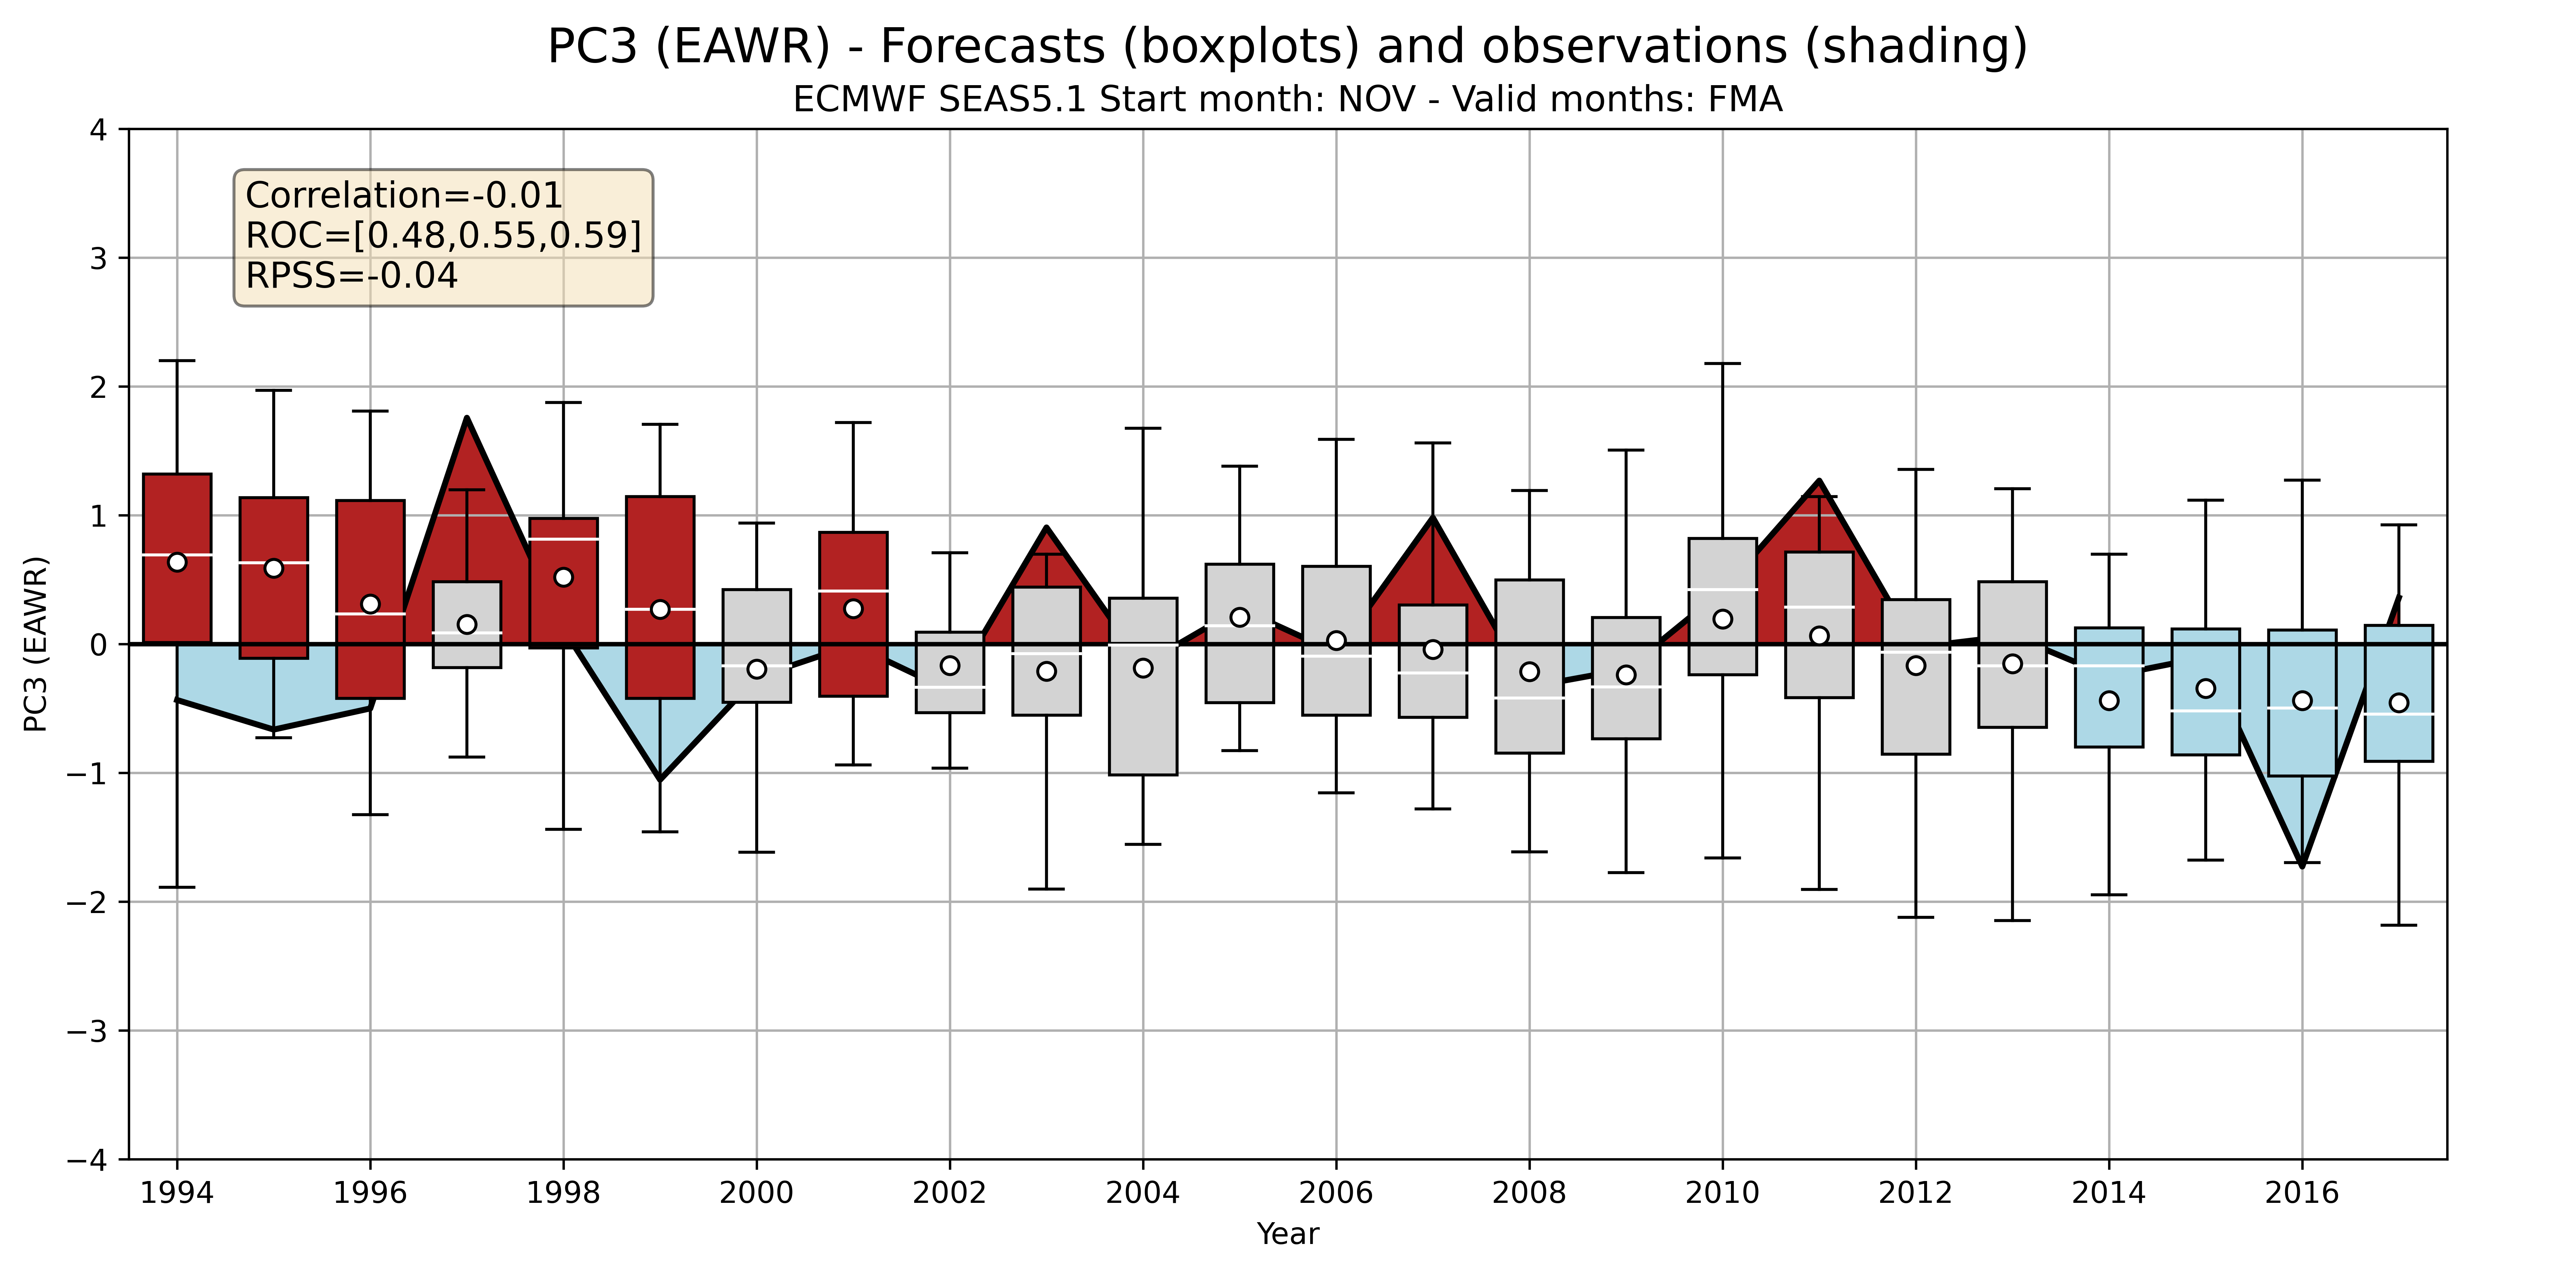 PC3 (EAWR) - Forecasts (boxplots) and observations (shading)
ECMWF SEAS5.1 Start month: NOV - Valid months: FMA
Correlation=-0.01
ROC=[0.48,0.55,0.59]
RPSS=-0.04
PC3 (EAWR)
4
3
2
1
0
−1
−2
−3
−4
1994 1996 1998 2000 2002 2004 2006 2008 2010 2012 2014 2016
Year